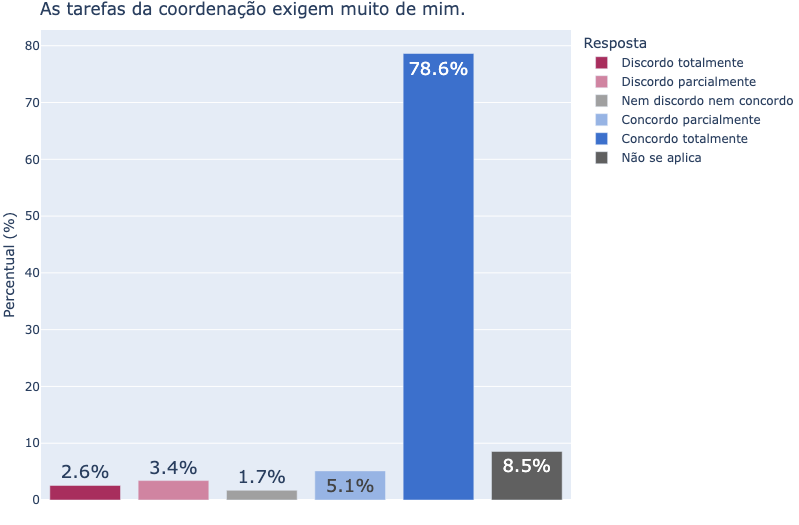 As tarefas da coordenação exigem muito de mim.
Resposta
Discordo totalmente
Discordo parcialmente
Nem discordo nem concordo
Concordo parcialmente
Concordo totalmente
Não se aplica
Percentual (%)
80
70
60
50
40
30
20
10
0
2.6%
3.4%
1.7%
5.1%
78.6%
8.5%